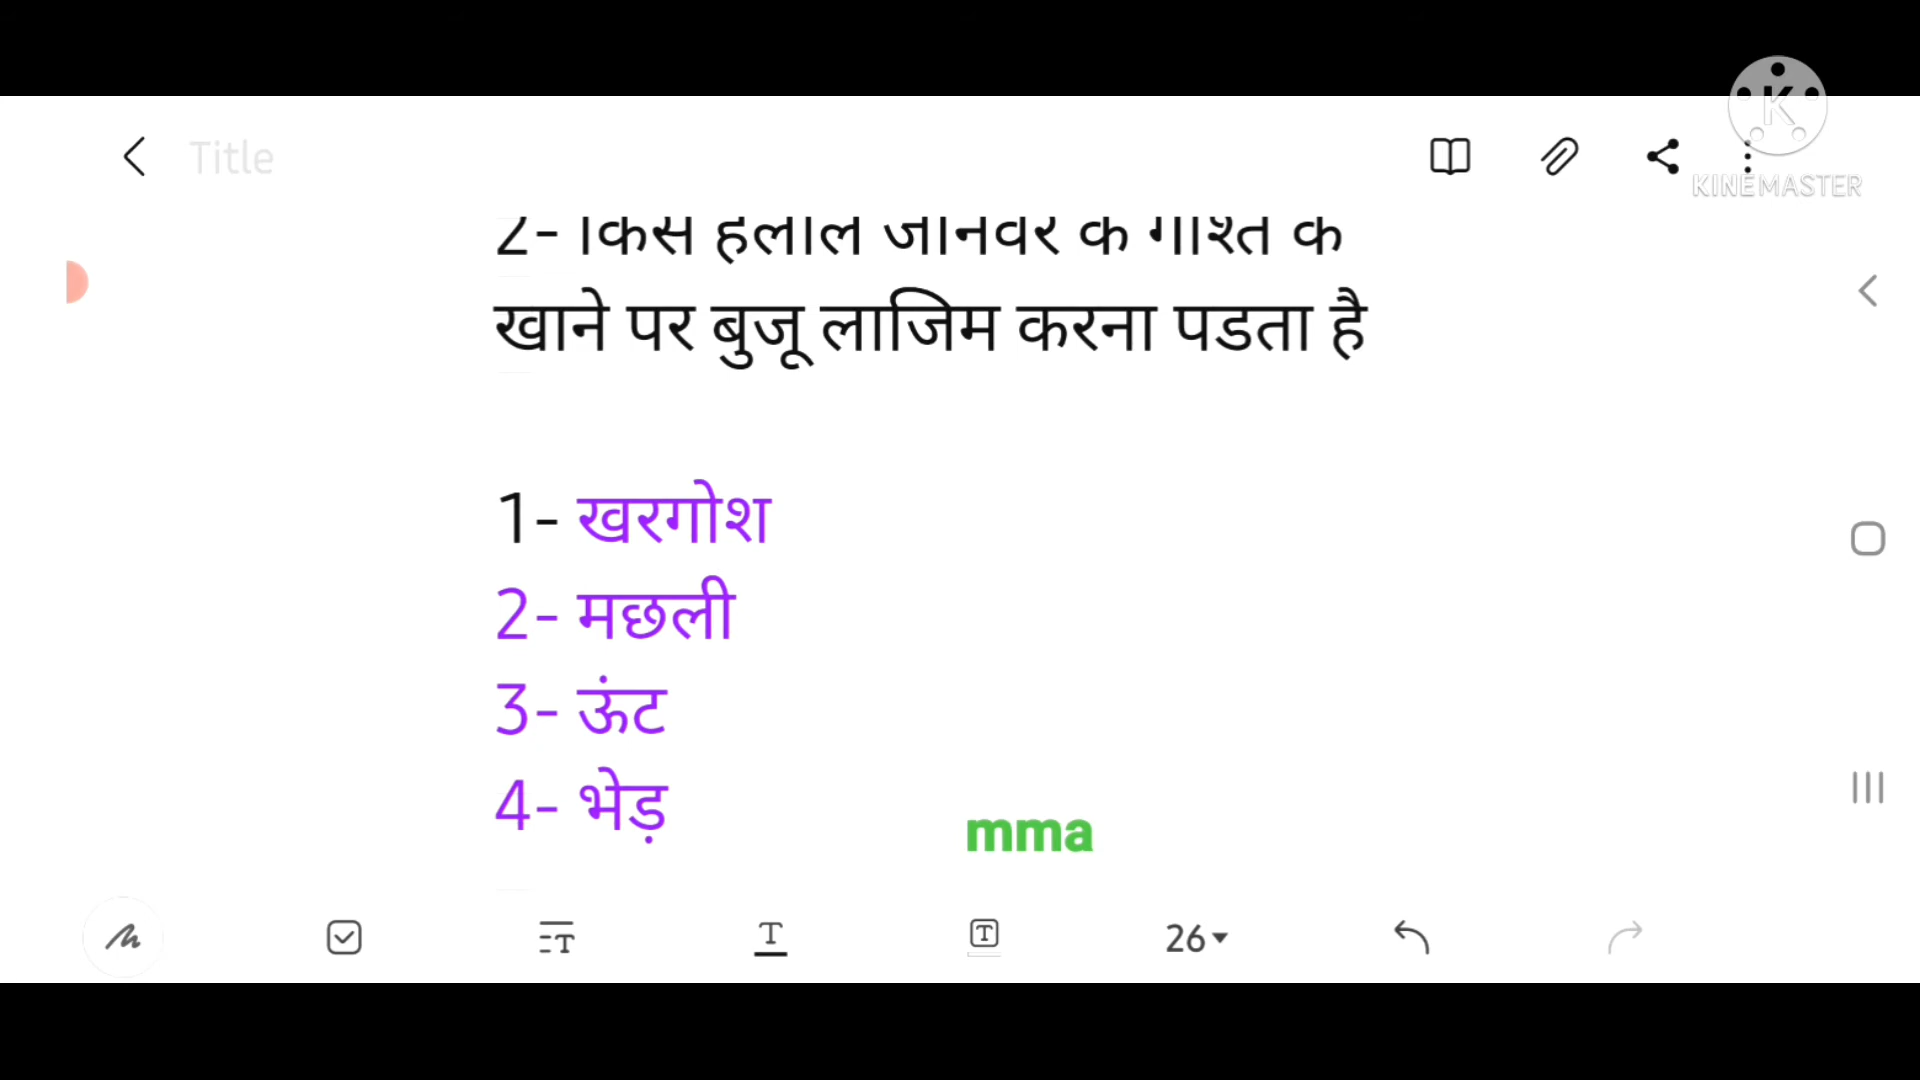 Title
KINEMASTER
2- किस हलाल जानवर के गोश्त के
खाने पर बुजू लाजिम करना पडता है
1- खरगोश
2- मछली
3- ऊंट
4- भेड़
mma
26